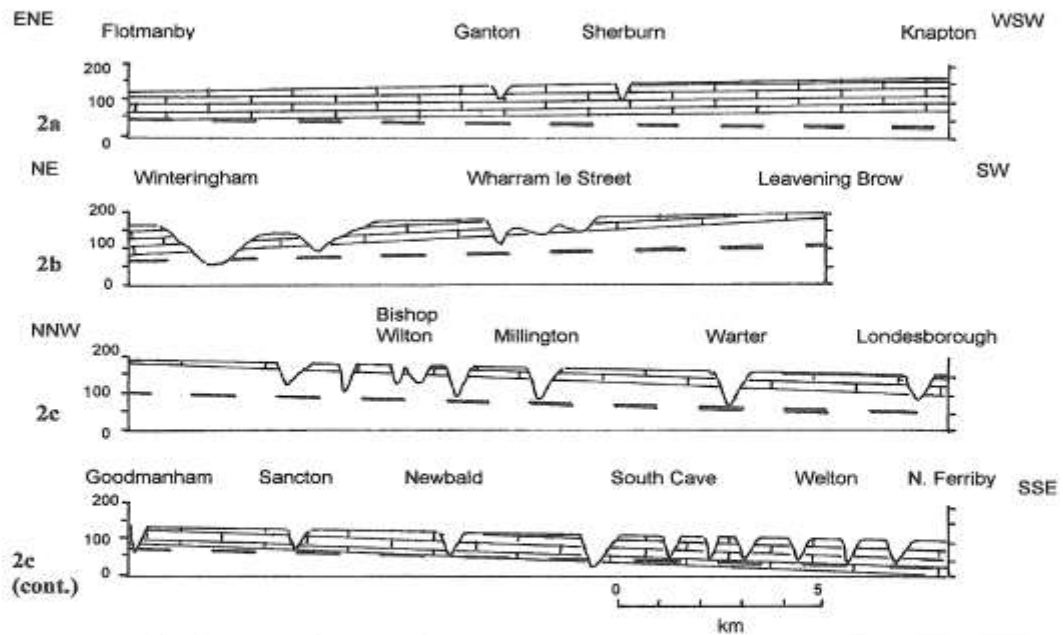 ENE WSW
Flotmanby Ganton Sherburn Knapton
200
100
2a
0
NE SW
Winteringham Wharram le Street Leavening Brow
200
100
2b
0
NNW
Bishop
Wilton Millington Warter Londesborough
200
100
2c
0
Goodmanham Sancton Newbald South Cave Welton N. Ferriby SSE
200
100
2c
(cont.)
0
0 5
km